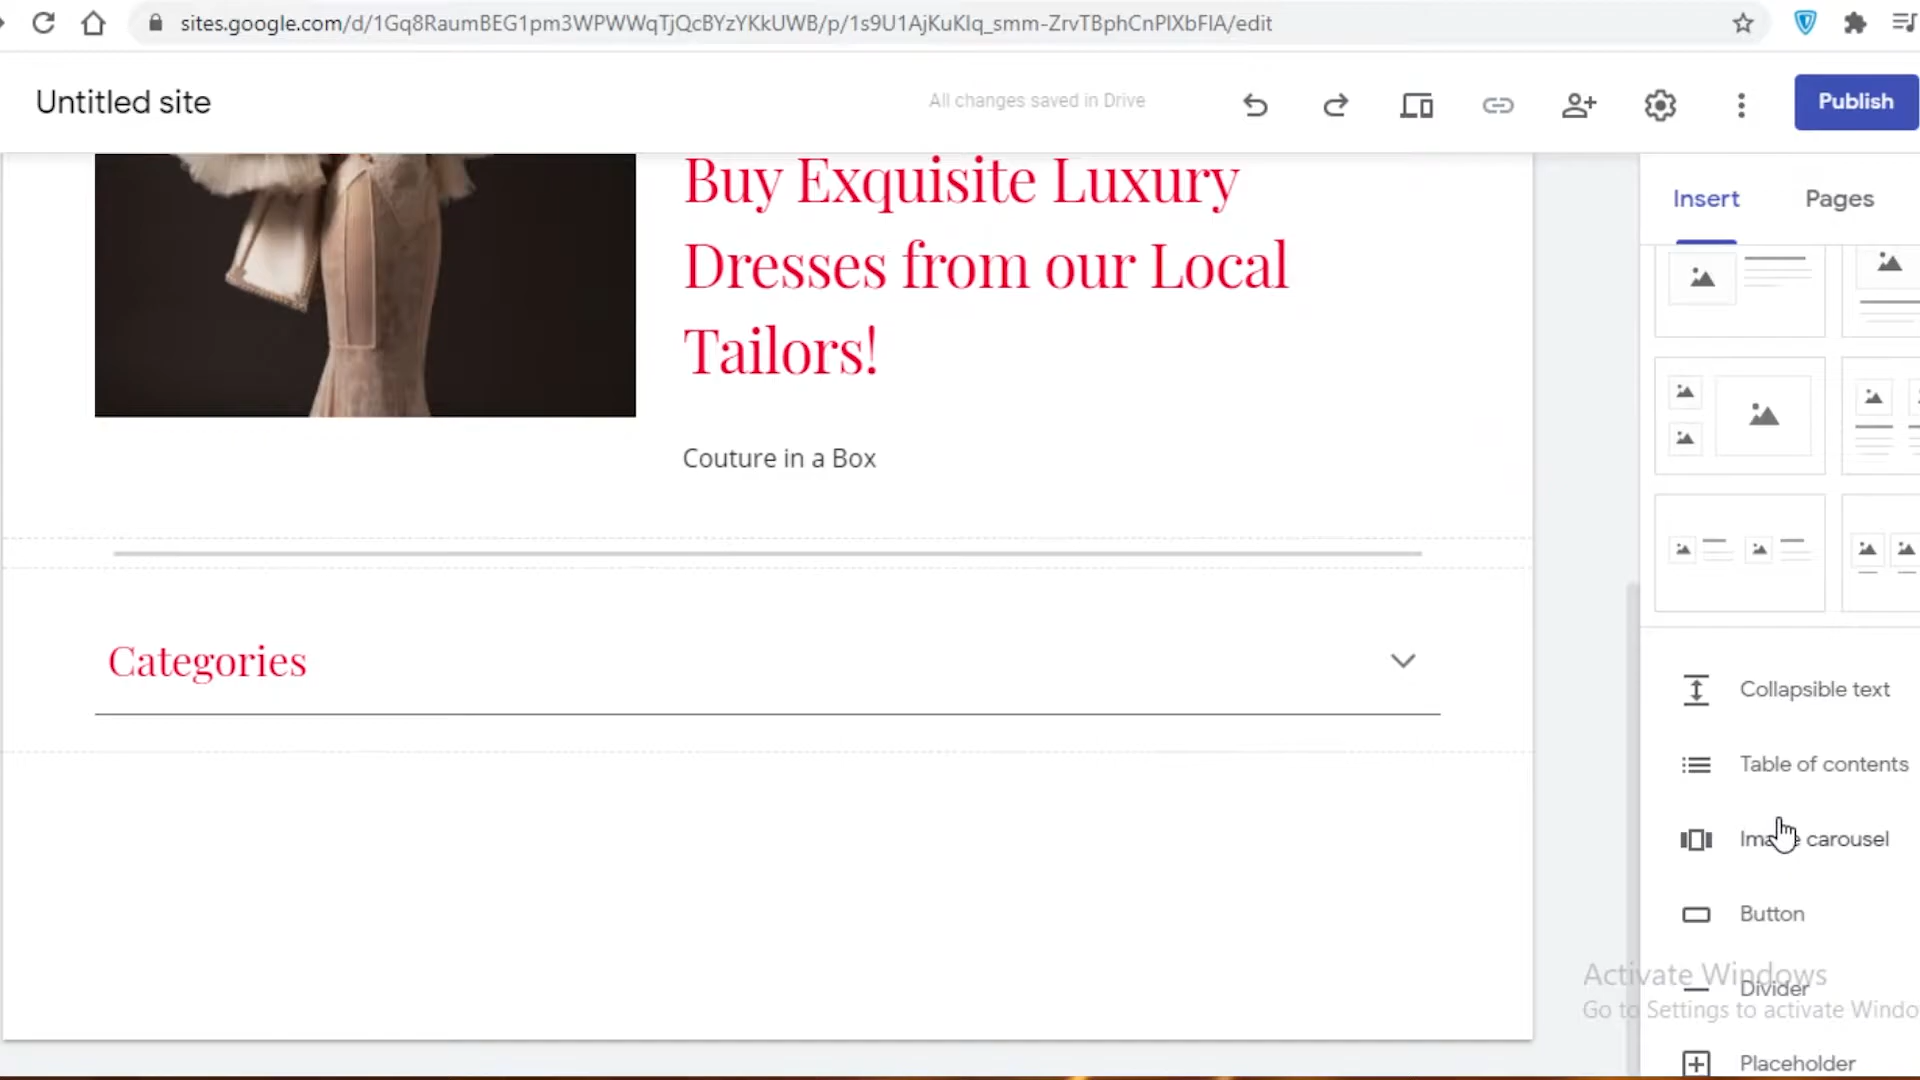 sites.google.com/d/1Gq8RaumBEG1pm3WPWWqTjQcBYzYKkUWB/p/1s9U1AjKuKlq_smm-ZrvTBphCnPlXbFlA/edit
Untitled site
All changes saved in Drive
Publish
Insert
Pages
Buy Exquisite Luxury
Dresses from our Local
Tailors!
Couture in a Box
Categories
Collapsible text
Table of contents
Image carousel
Button
Divider
Placeholder
Activate Windows
Go to Settings to activate Windo